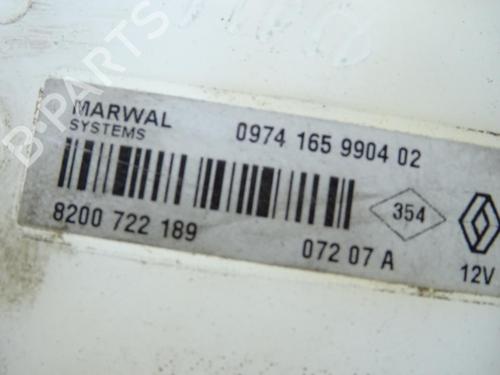 MARWAL
SYSTEMS
0974 165 9904 02
8200 722 189
354
072 07 A
12V
B-PARTS